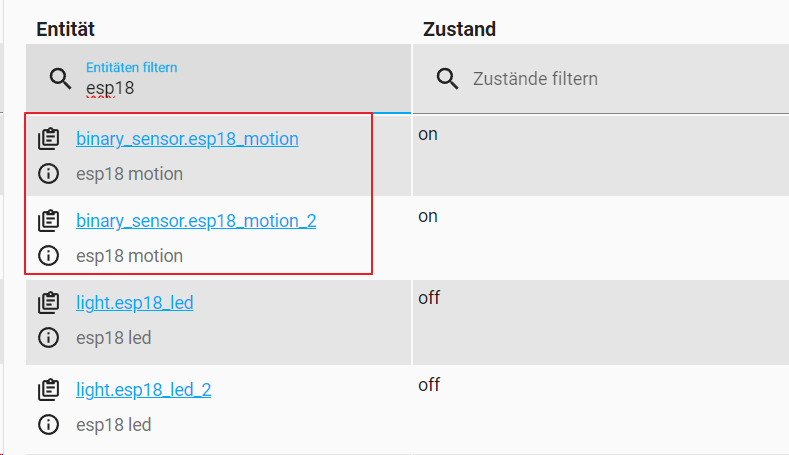 Entität Zustand
Entitäten filtern
esp18 Zustände filtern
binary_sensor.esp18_motion on
esp18 motion
binary_sensor.esp18_motion_2 on
esp18 motion
light.esp18_led off
esp18 led
light.esp18_led_2 off
esp18 led